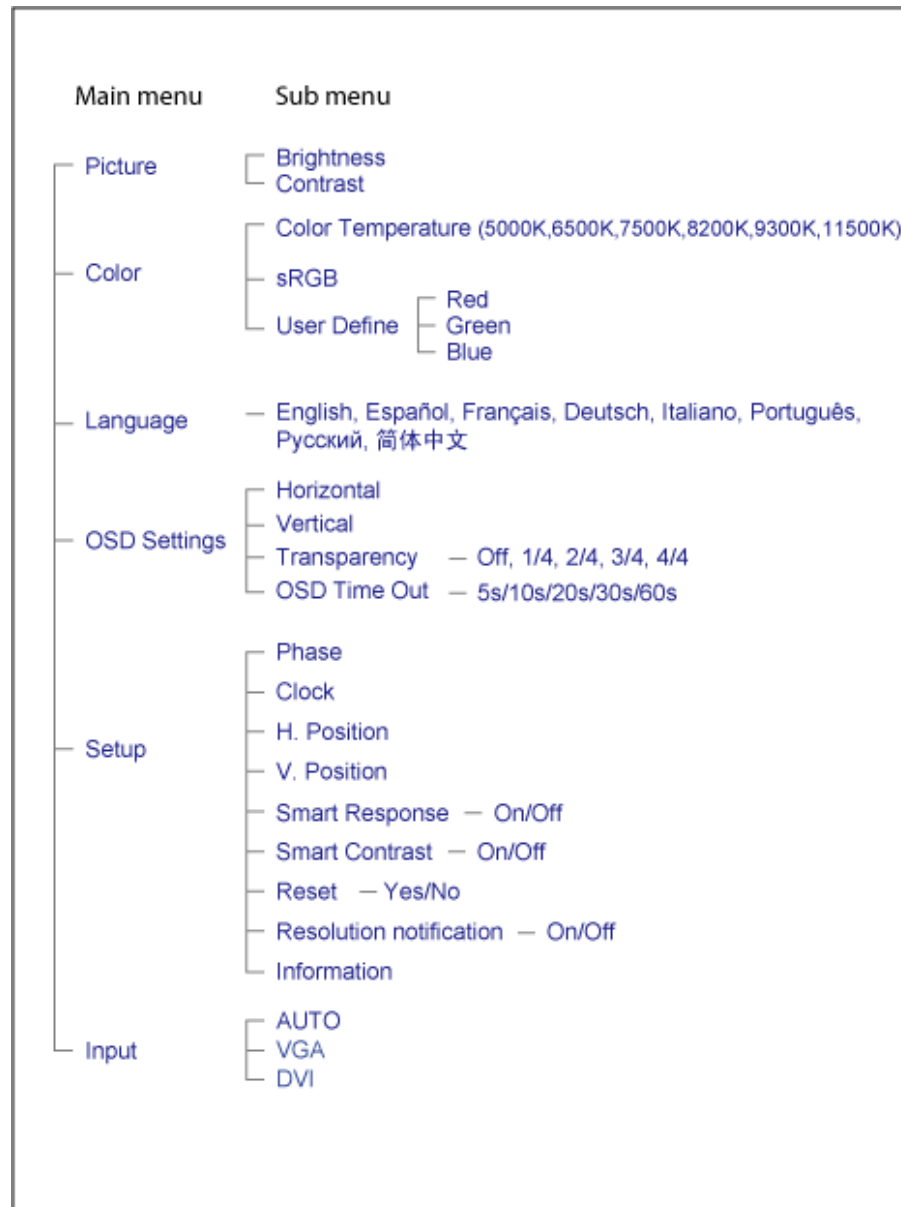 Main menu Sub menu
Picture
Brightness
Contrast
Color
Color Temperature (5000K,6500K,7500K,8200K,9300K,11500K)
sRGB
User Define
Red
Green
Blue
Language
English, Español, Français, Deutsch, Italiano, Português,
Русский, 简体中文
OSD Settings
Horizontal
Vertical
Transparency — Off, 1/4, 2/4, 3/4, 4/4
OSD Time Out — 5s/10s/20s/30s/60s
Setup
Phase
Clock
H. Position
V. Position
Smart Response — On/Off
Smart Contrast — On/Off
Reset — Yes/No
Resolution notification — On/Off
Information
Input
AUTO
VGA
DVI